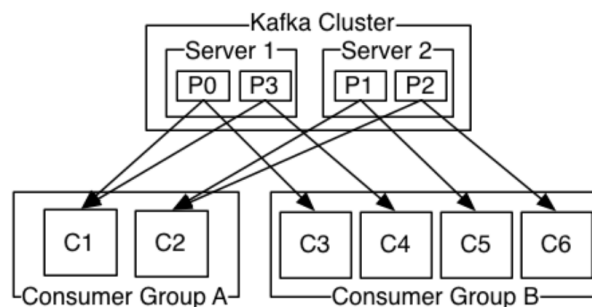 Kafka Cluster
Server 1
Server 2
P0
P3
P1
P2
C1
C2
C3
C4
C5
C6
Consumer Group A
Consumer Group B